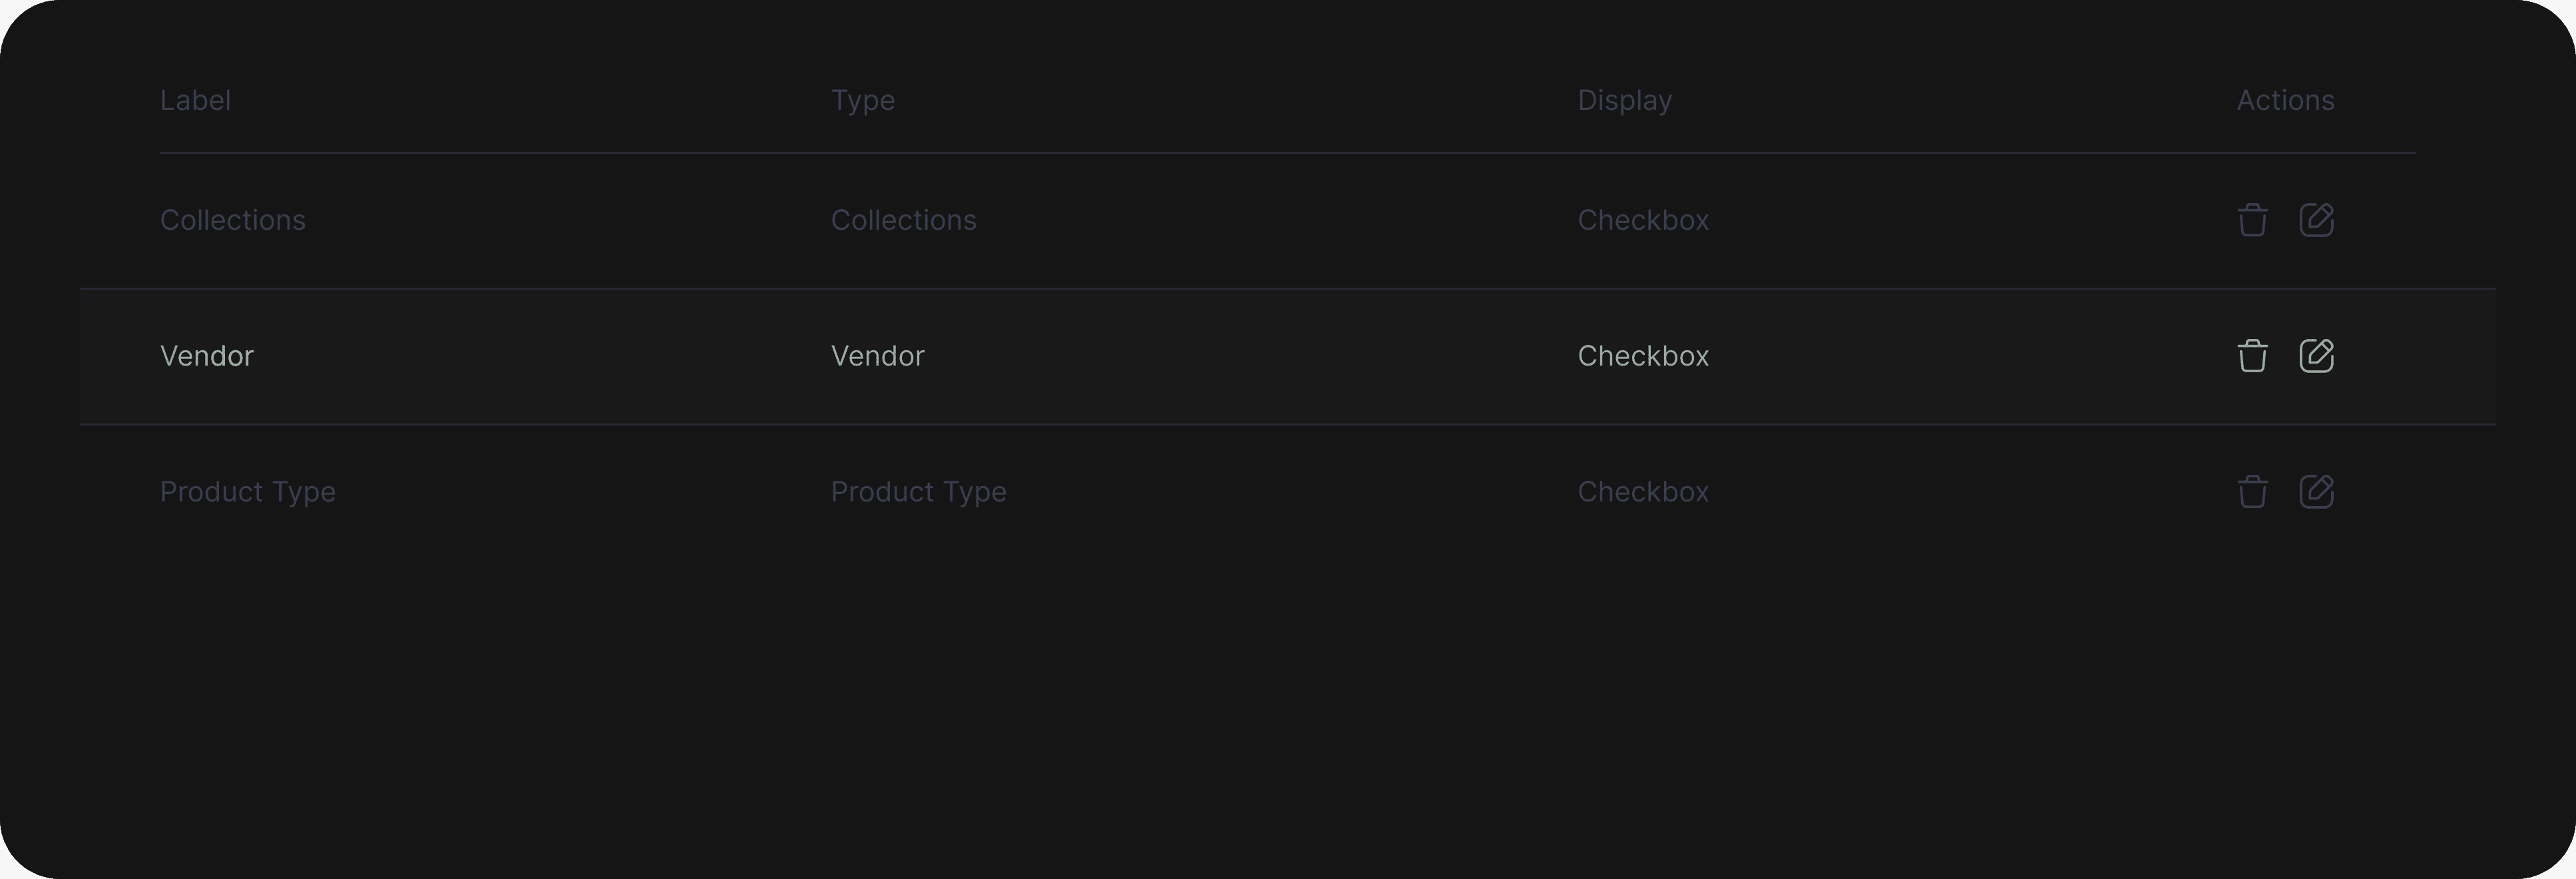 Label Type Display Actions
Collections Collections Checkbox
Vendor Vendor Checkbox
Product Type Product Type Checkbox